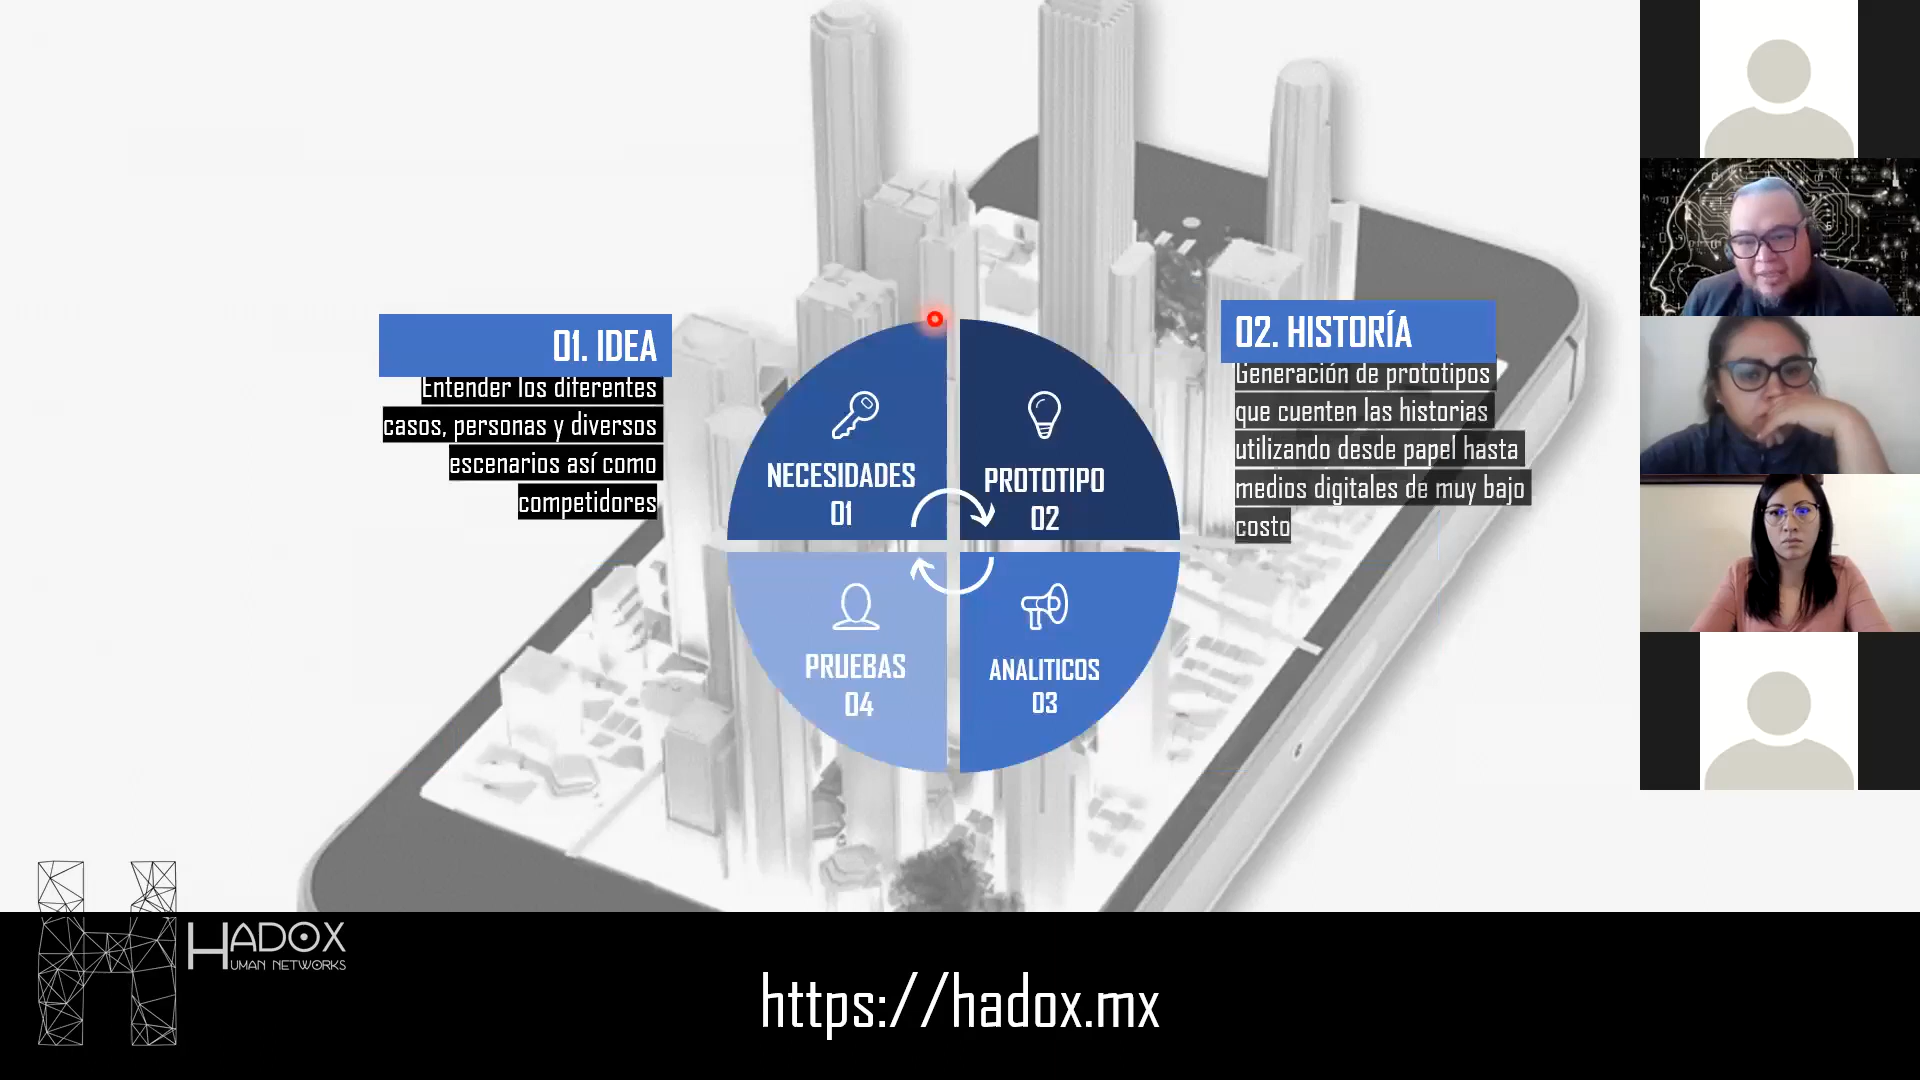 01. IDEA
Entender los diferentes
casos, personas y diversos
escenarios así como
competidores
02. HISTORÍA
Generación de prototipos
que cuenten las historias
utilizando desde papel hasta
medios digitales de muy bajo
costo
NECESIDADES
01
PROTOTIPO
02
PRUEBAS
04
ANALITICOS
03
HADOX
HUMAN NETWORKS
https://hadox.mx